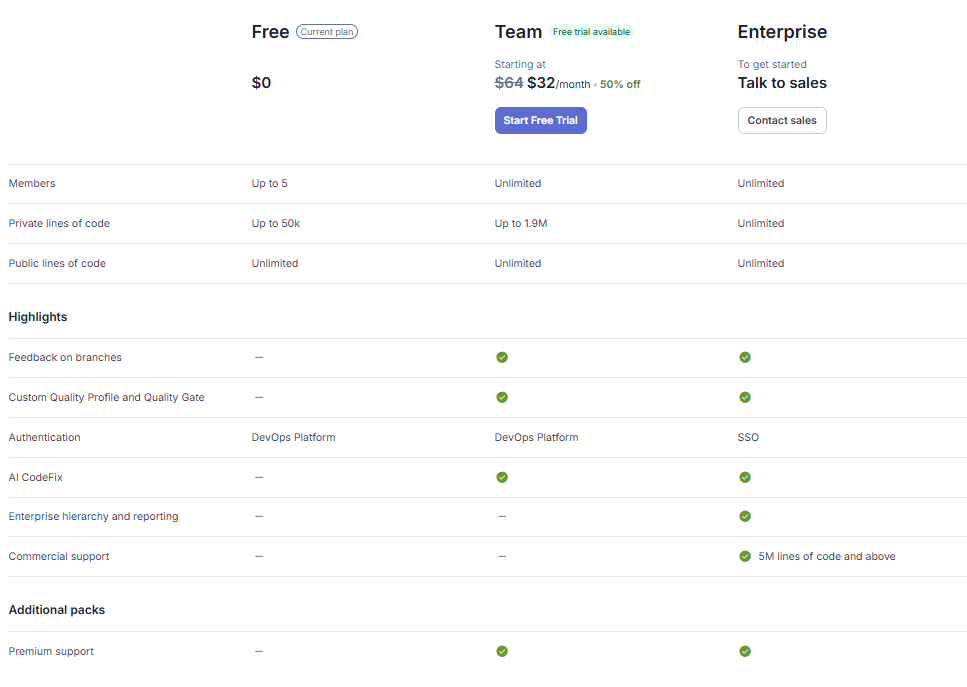 Free Current plan Team Free trial available Enterprise
Starting at To get started
$0 $64 $32/month • 50% off Talk to sales
Start Free Trial Contact sales
Members Up to 5 Unlimited Unlimited
Private lines of code Up to 50k Up to 1.9M Unlimited
Public lines of code Unlimited Unlimited Unlimited
Highlights
Feedback on branches –
Custom Quality Profile and Quality Gate –
Authentication DevOps Platform DevOps Platform SSO
AI CodeFix –
Enterprise hierarchy and reporting – –
Commercial support – – 5M lines of code and above
Additional packs
Premium support –